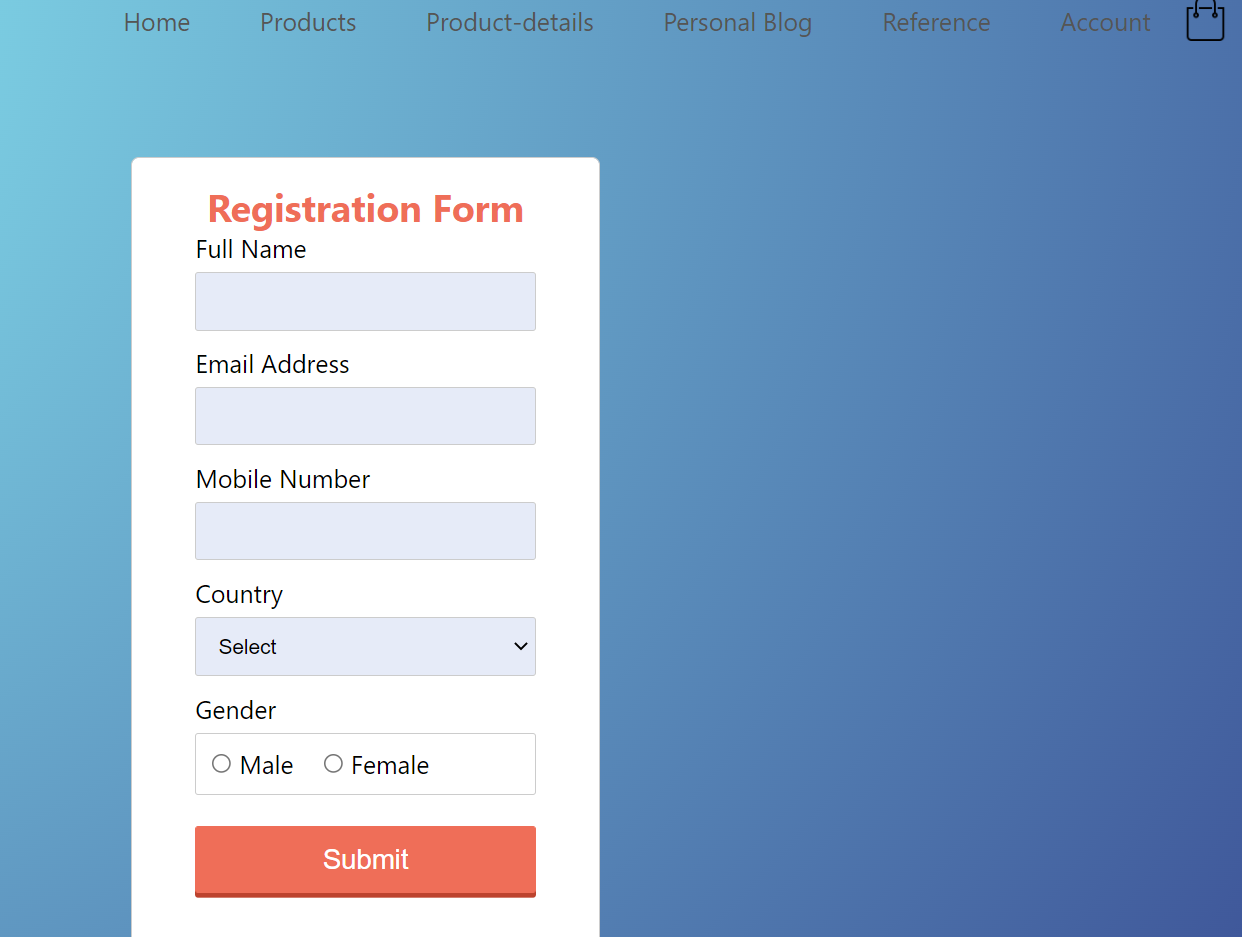 Home Products Product-details Personal Blog Reference Account
Registration Form
Full Name
Email Address
Mobile Number
Country
Select
Gender
Male Female
Submit